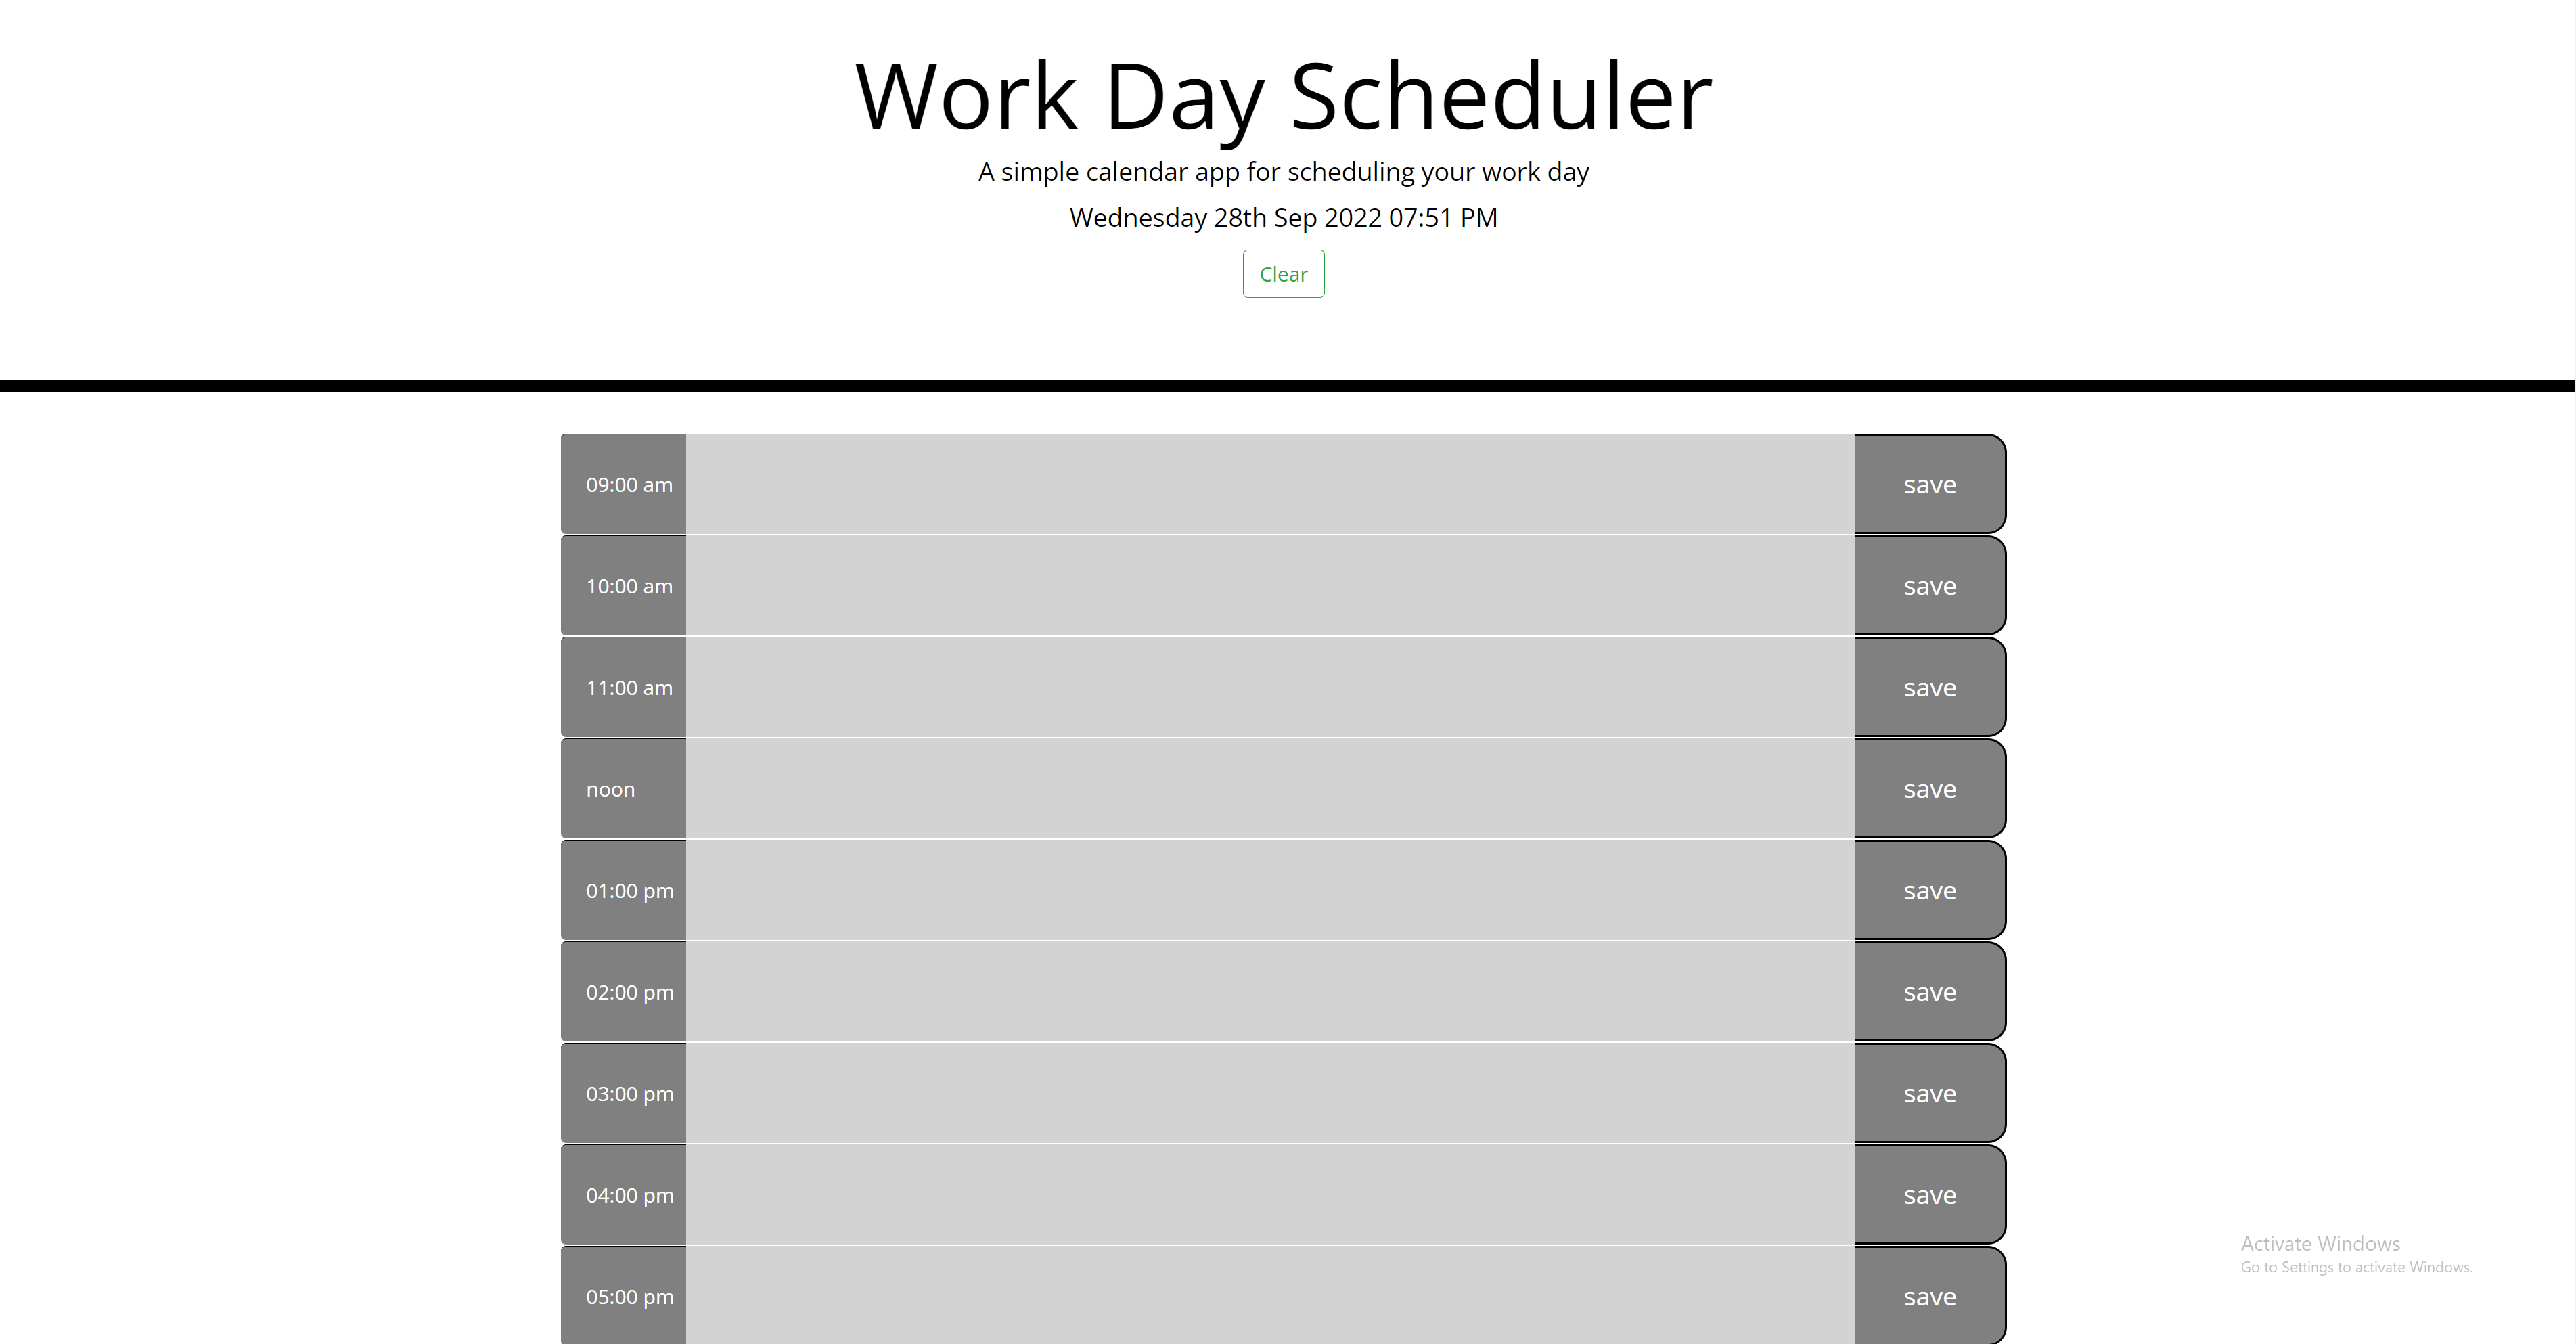 Work Day Scheduler
A simple calendar app for scheduling your work day
Wednesday 28th Sep 2022 07:51 PM
Clear
09:00 am save
10:00 am save
11:00 am save
noon save
01:00 pm save
02:00 pm save
03:00 pm save
04:00 pm save
Activate Windows
Go to Settings to activate Windows.
05:00 pm save